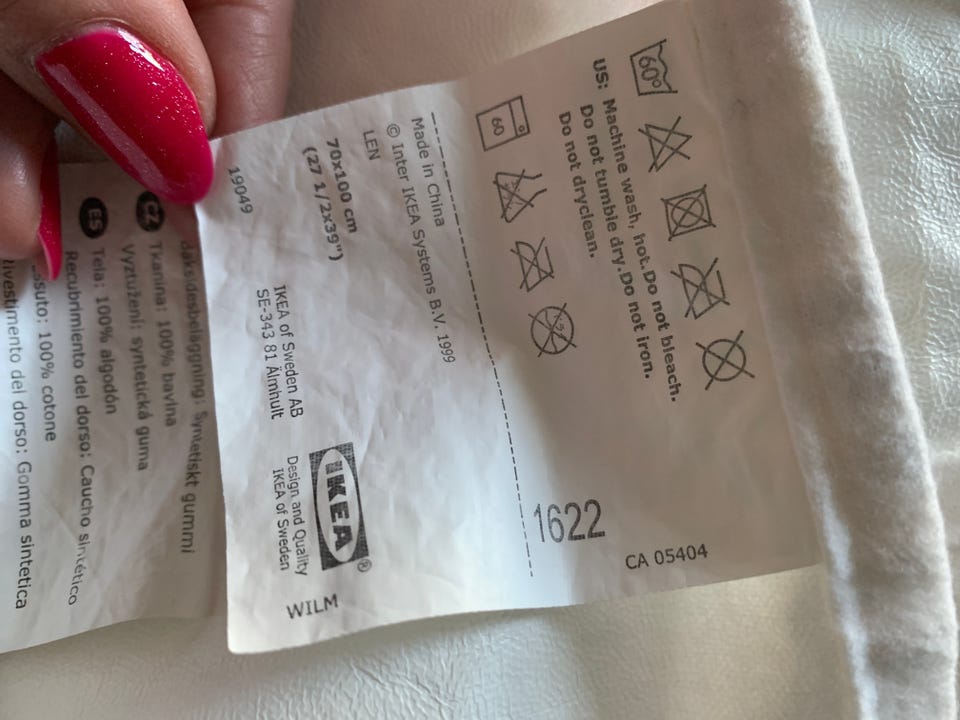 60°
US: Machine wash, hot.Do not bleach.
Do not tumble dry.Do not iron.
Do not dryclean.
60
1622
CA 05404
Made in China
© Inter IKEA Systems B.V. 1999
LEN
70x100 cm
(27 1/2x39")
IKEA®
Design and Quality
IKEA of Sweden
IKEA of Sweden AB
SE-343 81 Älmhult
19049
WILM
Syntetiskt gummi
CZ Tkanina: 100% bavlna
Vyztužení: syntetická guma
ES Tela: 100% algodón
Recubrimiento del dorso: Caucho sintético
100% cotone
Rivestimento del dorso: Gomma sintetica